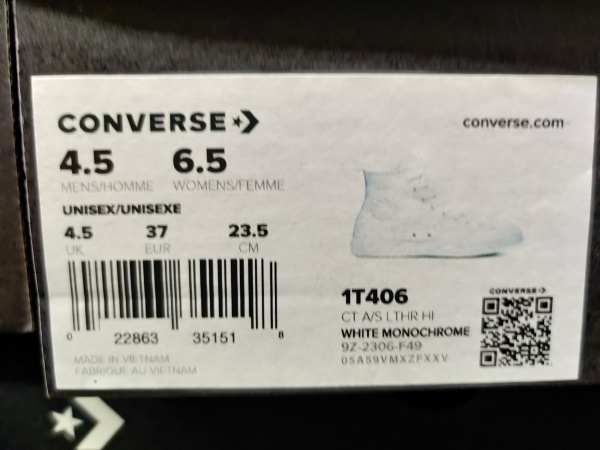 CONVERSE
converse.com
4.5 6.5
MENS/HOMME WOMENS/FEMME
UNISEX/UNISEXE
4.5 37 23.5
UK EUR CM
0 22863 35151 8
MADE IN VIETNAM
FABRIQUÉ AU VIETNAM
1T406
CT A/S LTHR HI
WHITE MONOCHROME
9Z-2306-F49
05A59VMXZFXXV
CONVERSE